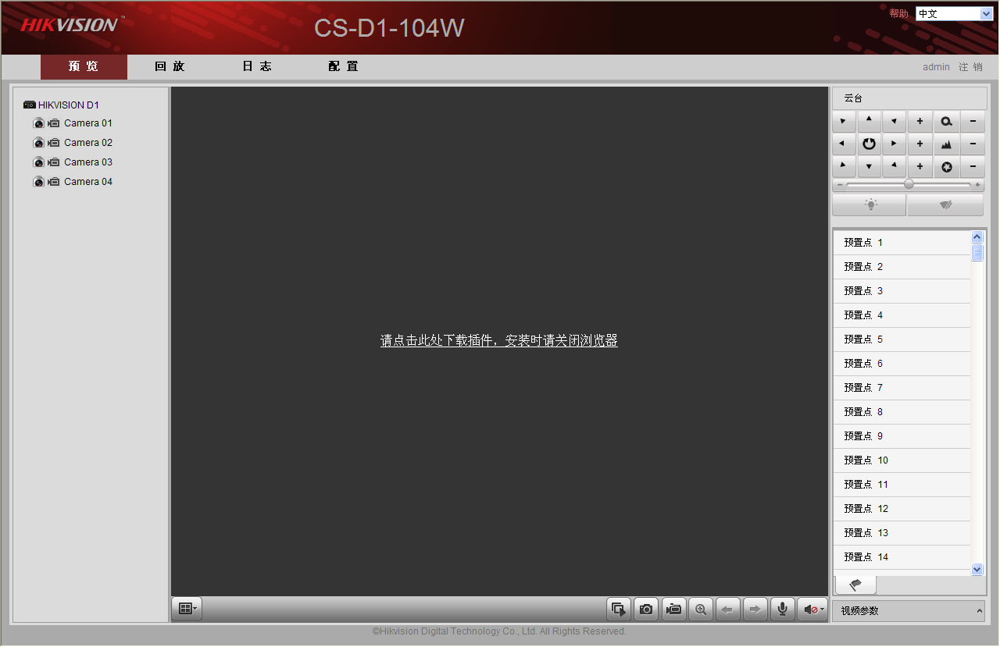 HIKVISION™
CS-D1-104W
帮助 中文
预览 回放 日志 配置
admin 注销
HIKVISION D1
Camera 01
Camera 02
Camera 03
Camera 04
请点击此处下载插件，安装时请关闭浏览器
云台
预置点 1
预置点 2
预置点 3
预置点 4
预置点 5
预置点 6
预置点 7
预置点 8
预置点 9
预置点 10
预置点 11
预置点 12
预置点 13
预置点 14
视频参数
©Hikvision Digital Technology Co., Ltd. All Rights Reserved.